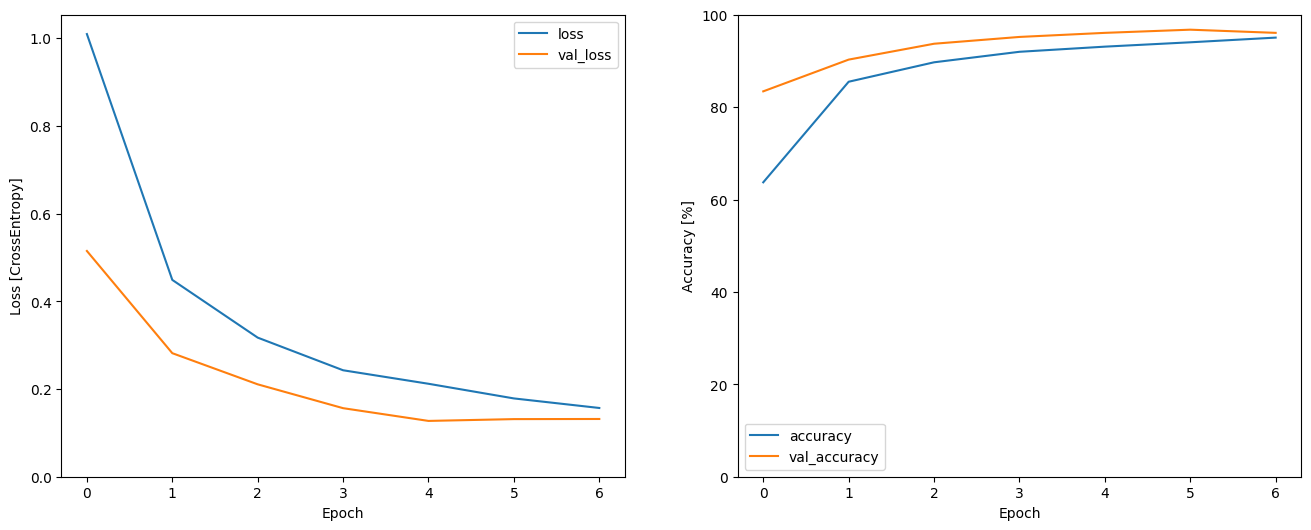 loss
val_loss
1.0
0.8
0.6
0.4
0.2
0.0
Loss [CrossEntropy]
0 1 2 3 4 5 6
Epoch
100
80
60
40
20
0
Accuracy [%]
accuracy
val_accuracy
0 1 2 3 4 5 6
Epoch